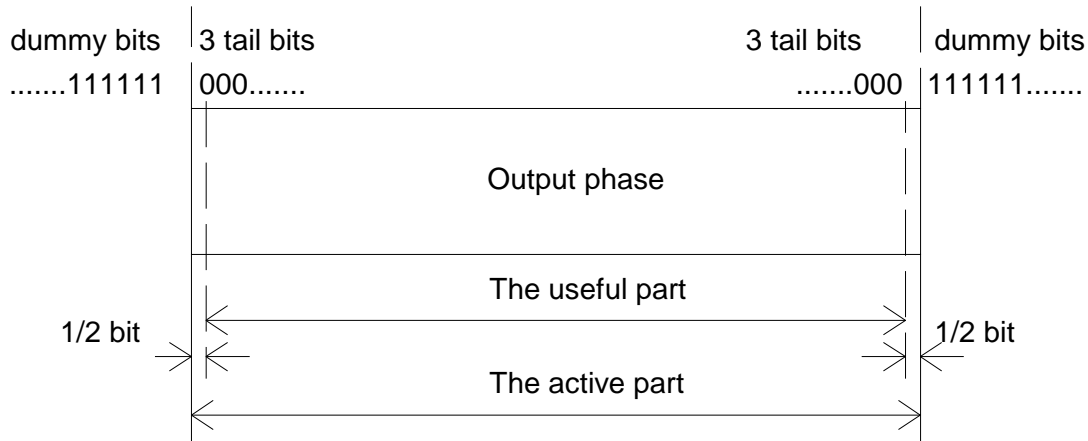 dummy bits 3 tail bits 3 tail bits dummy bits
.......111111 000....... .......000 111111.......
Output phase
The useful part
1/2 bit 1/2 bit
The active part